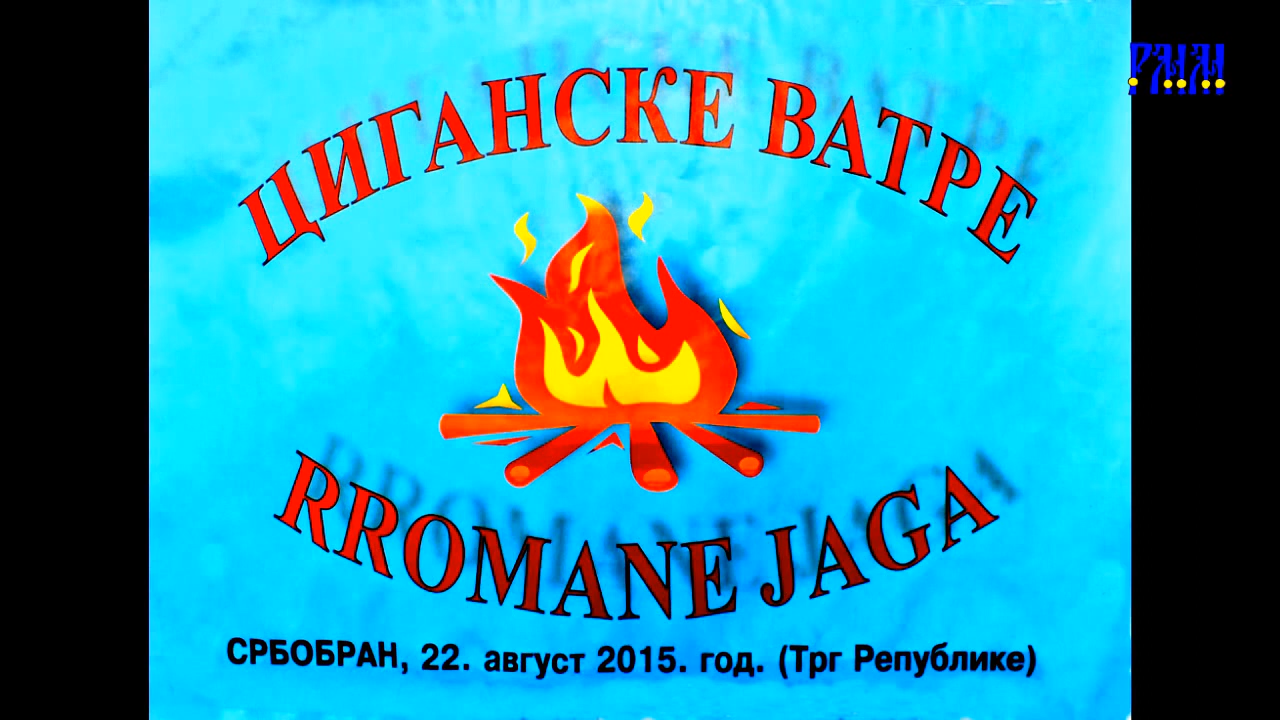 ЦИГАНСКЕ ВАТРЕ
RROMANE JAGA
СРБОБРАН, 22. август 2015. год. (Трг Републике)